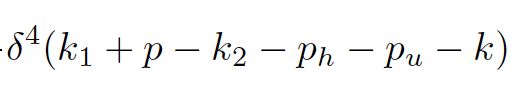 δ⁴(k₁ + p − k₂ − pₕ − pᵤ − k)